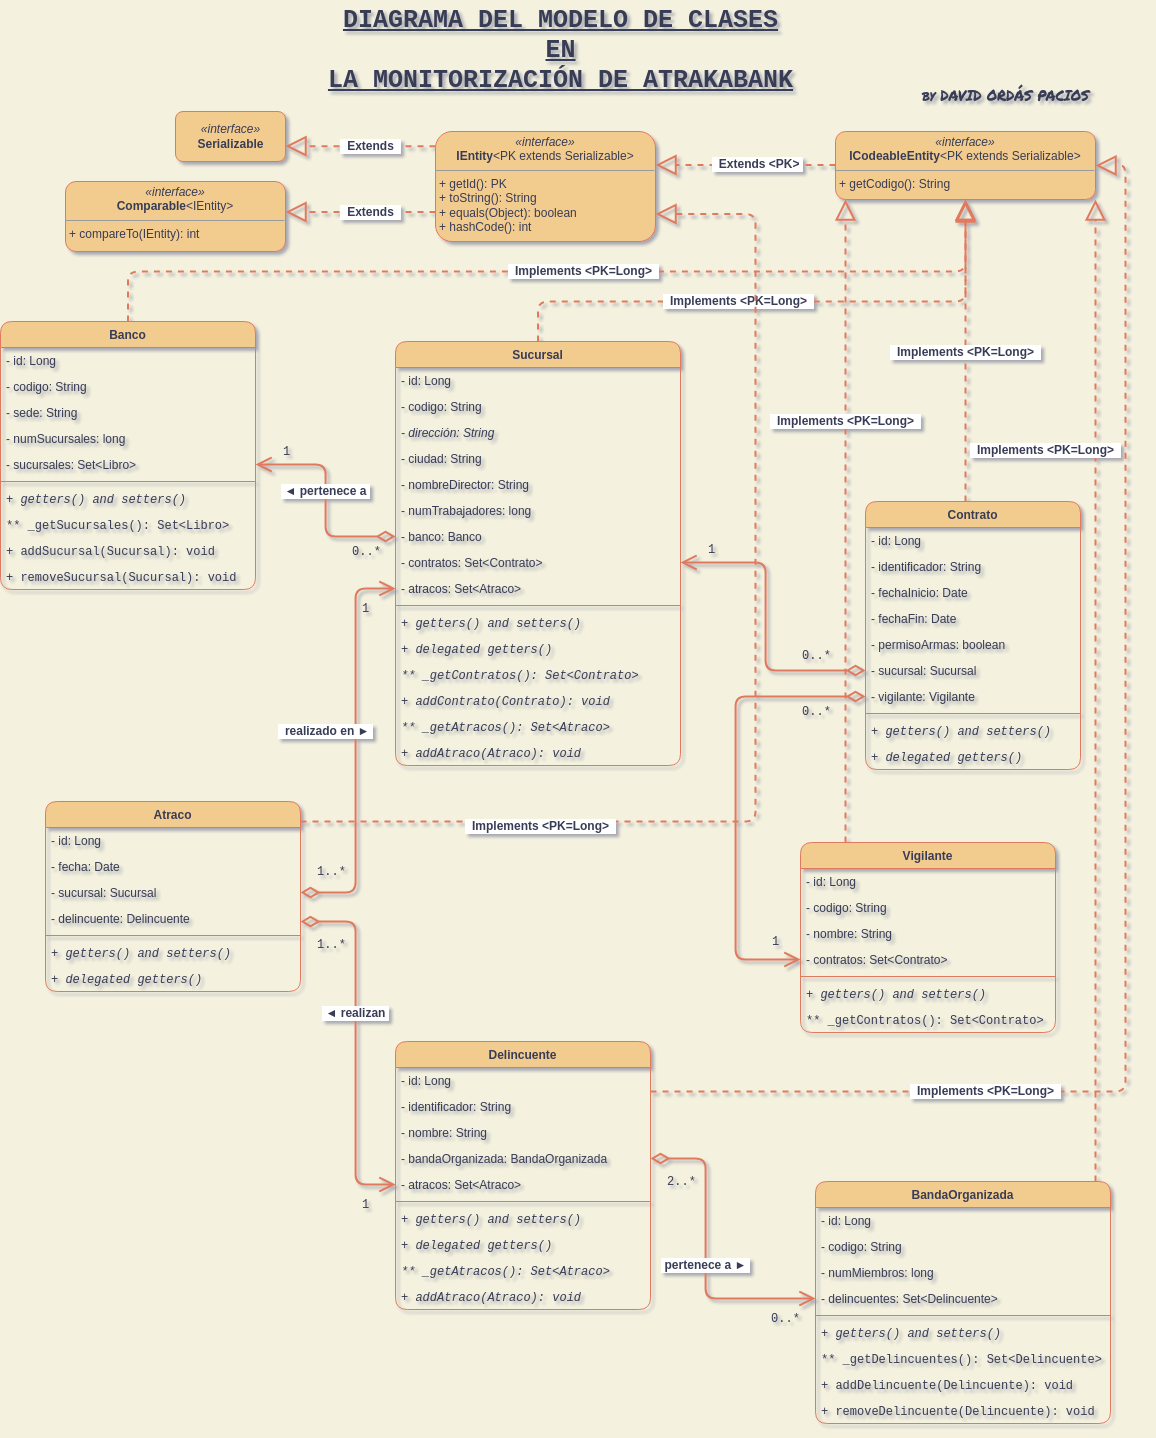 DIAGRAMA DEL MODELO DE CLASES
EN
LA MONITORIZACIÓN DE ATRAKABANK
BY DAVID ORDÁS PACIOS
«interface»
Serializable
Extends
«interface»
IEntity<PK extends Serializable>
+ getId(): PK
+ toString(): String
+ equals(Object): boolean
+ hashCode(): int
Extends <PK>
«interface»
ICodeableEntity<PK extends Serializable>
+ getCodigo(): String
«interface»
Comparable<IEntity>
+ compareTo(IEntity): int
Extends
Implements <PK=Long>
Implements <PK=Long>
Implements <PK=Long>
Implements <PK=Long>
Implements <PK=Long>
Banco
- id: Long
- codigo: String
- sede: String
- numSucursales: long
- sucursales: Set<Libro>
+ getters() and setters()
** _getSucursales(): Set<Libro>
+ addSucursal(Sucursal): void
+ removeSucursal(Sucursal): void
1
◄ pertenece a
0..*
Sucursal
- id: Long
- codigo: String
- dirección: String
- ciudad: String
- nombreDirector: String
- numTrabajadores: long
- banco: Banco
- contratos: Set<Contrato>
- atracos: Set<Atraco>
+ getters() and setters()
+ delegated getters()
** _getContratos(): Set<Contrato>
+ addContrato(Contrato): void
** _getAtracos(): Set<Atraco>
+ addAtraco(Atraco): void
1
0..*
0..*
Contrato
- id: Long
- identificador: String
- fechaInicio: Date
- fechaFin: Date
- permisoArmas: boolean
- sucursal: Sucursal
- vigilante: Vigilante
+ getters() and setters()
+ delegated getters()
1
realizado en ►
1..*
Atraco
- id: Long
- fecha: Date
- sucursal: Sucursal
- delincuente: Delincuente
+ getters() and setters()
+ delegated getters()
Implements <PK=Long>
1..*
◄ realizan
1
Vigilante
- id: Long
- codigo: String
- nombre: String
- contratos: Set<Contrato>
+ getters() and setters()
** _getContratos(): Set<Contrato>
1
Delincuente
- id: Long
- identificador: String
- nombre: String
- bandaOrganizada: BandaOrganizada
- atracos: Set<Atraco>
+ getters() and setters()
+ delegated getters()
** _getAtracos(): Set<Atraco>
+ addAtraco(Atraco): void
Implements <PK=Long>
2..*
pertenece a ►
0..*
BandaOrganizada
- id: Long
- codigo: String
- numMiembros: long
- delincuentes: Set<Delincuente>
+ getters() and setters()
** _getDelincuentes(): Set<Delincuente>
+ addDelincuente(Delincuente): void
+ removeDelincuente(Delincuente): void